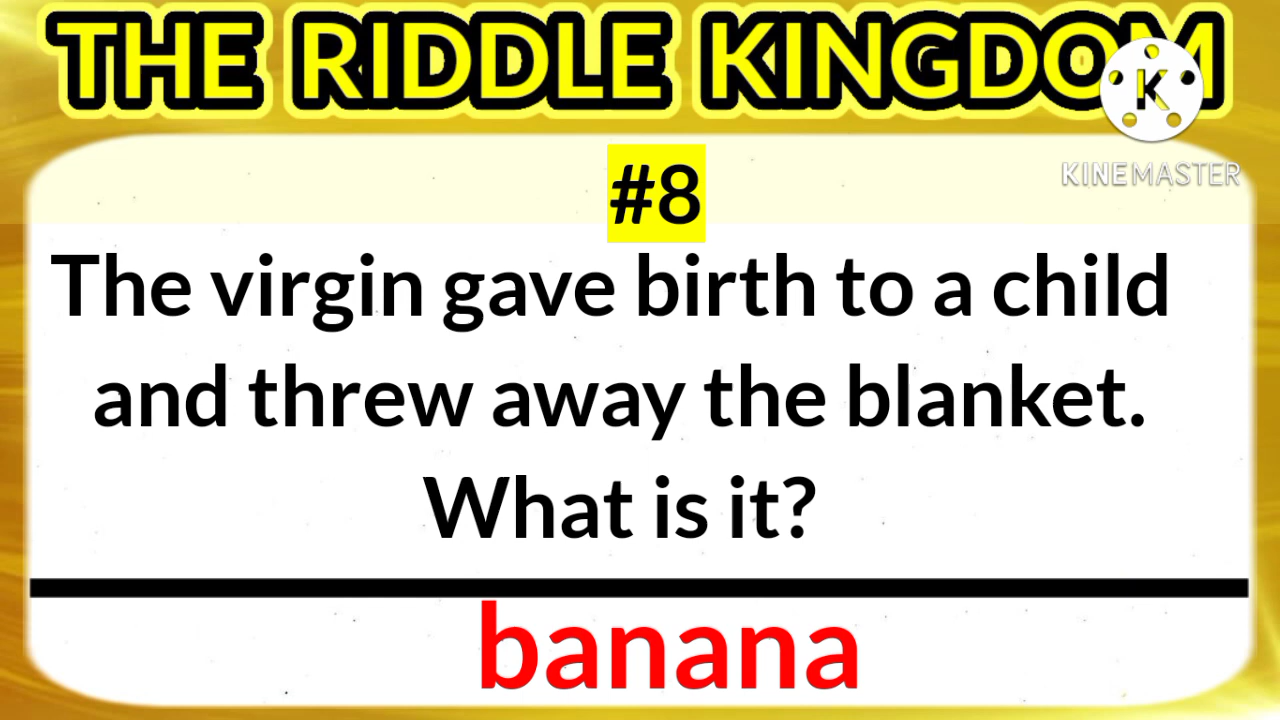 THE RIDDLE KINGDOM
K
KINEMASTER
#8
The virgin gave birth to a child
and threw away the blanket.
What is it?
banana